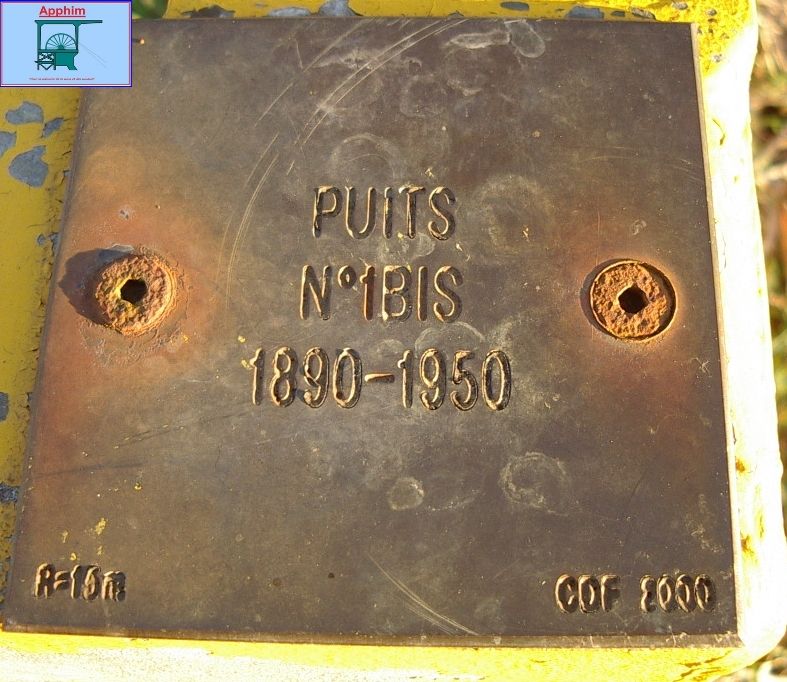 Apphim
PUITS
N°1BIS
1890-1950
R=15m
CDF 2000